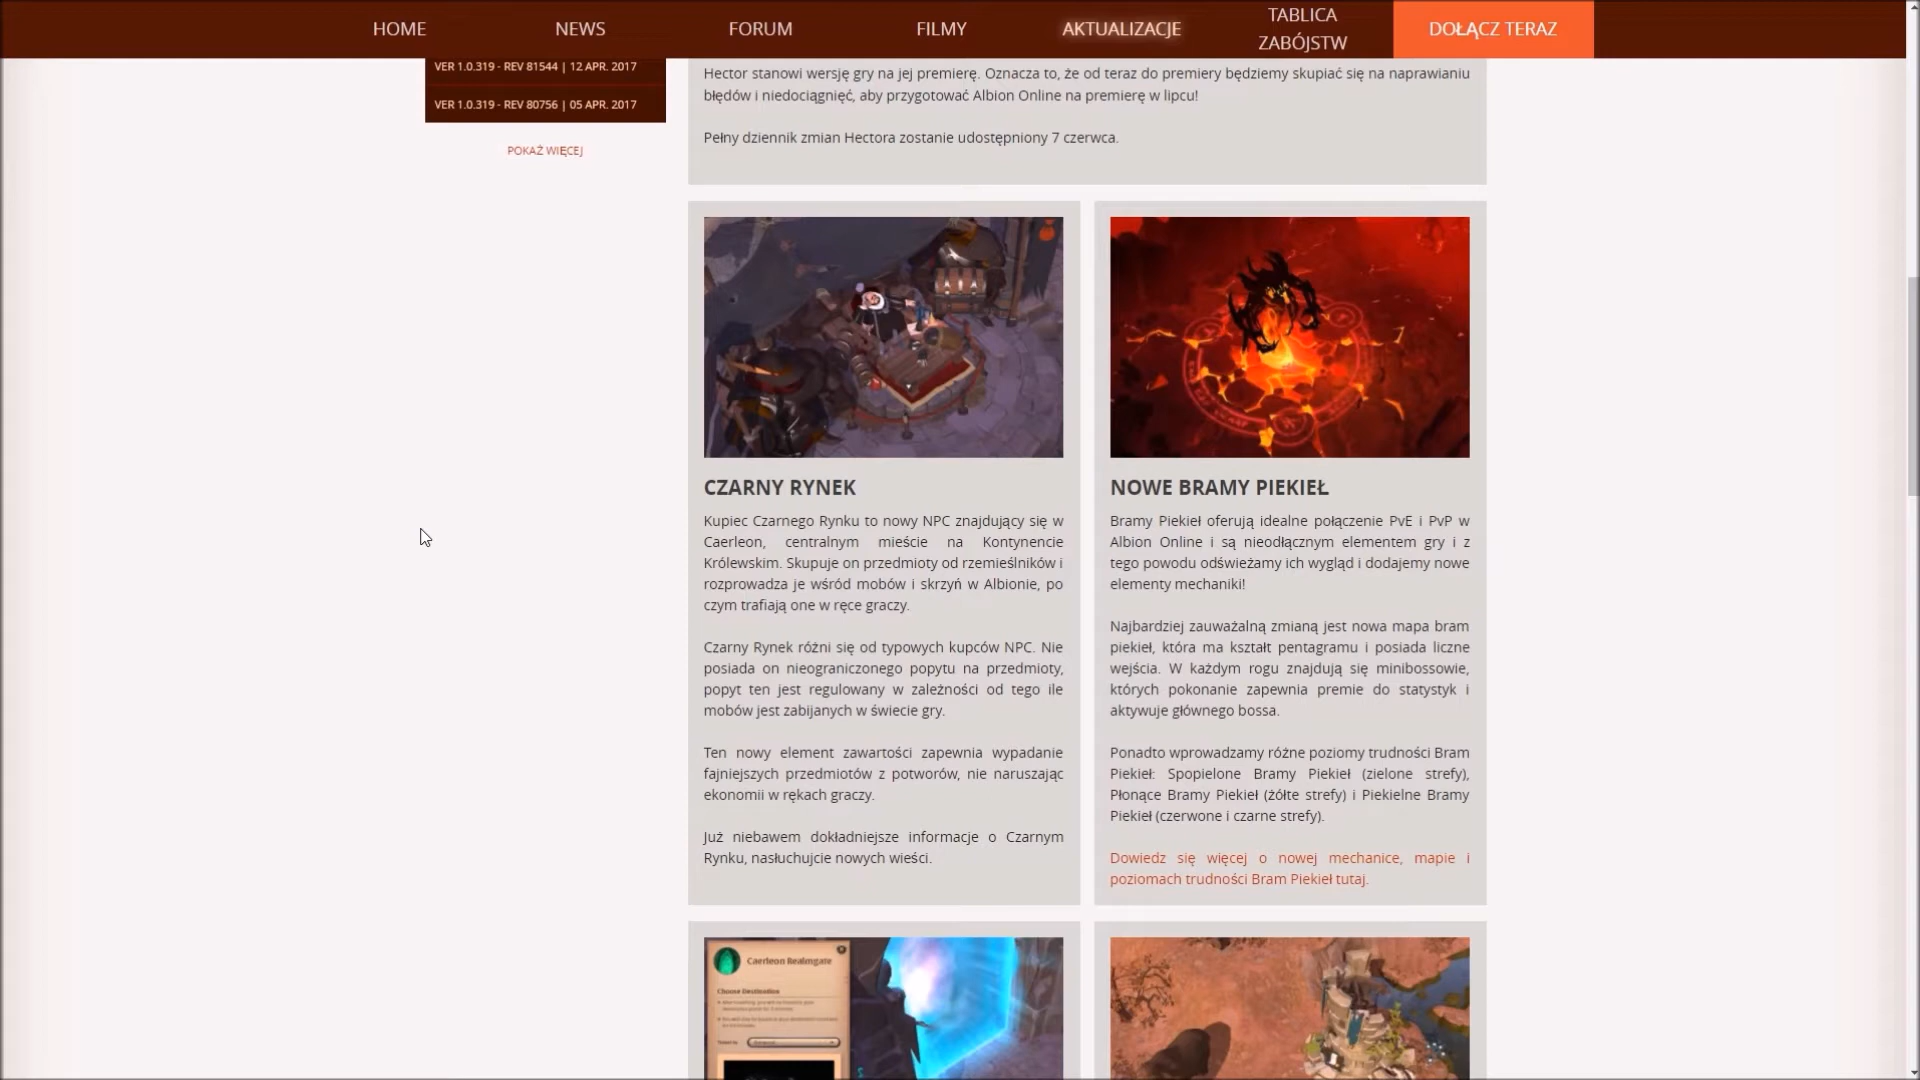 HOME
NEWS
FORUM
FILMY
AKTUALIZACJE
TABLICA
ZABÓJSTW
DOŁĄCZ TERAZ
VER 1.0.319 - REV 81544 | 12 APR. 2017
VER 1.0.319 - REV 80756 | 05 APR. 2017
POKAŻ WIĘCEJ
Hector stanowi wersję gry na jej premierę. Oznacza to, że od teraz do premiery będziemy skupiać się na naprawianiu
błędów i niedociągnięć, aby przygotować Albion Online na premierę w lipcu!
Pełny dziennik zmian Hectora zostanie udostępniony 7 czerwca.
CZARNY RYNEK
Kupiec Czarnego Rynku to nowy NPC znajdujący się w
Caerleon, centralnym mieście na Kontynencie
Królewskim. Skupuje on przedmioty od rzemieślników i
rozprowadza je wśród mobów i skrzyń w Albionie, po
czym trafiają one w ręce graczy.
Czarny Rynek różni się od typowych kupców NPC. Nie
posiada on nieograniczonego popytu na przedmioty,
popyt ten jest regulowany w zależności od tego ile
mobów jest zabijanych w świecie gry.
Ten nowy element zawartości zapewnia wypadanie
fajniejszych przedmiotów z potworów, nie naruszając
ekonomii w rękach graczy.
Już niebawem dokładniejsze informacje o Czarnym
Rynku, nasłuchujcie nowych wieści.
NOWE BRAMY PIEKIEŁ
Bramy Piekieł oferują idealne połączenie PvE i PvP w
Albion Online i są nieodłącznym elementem gry i z
tego powodu odświeżamy ich wygląd i dodajemy nowe
elementy mechaniki!
Najbardziej zauważalną zmianą jest nowa mapa bram
piekieł, która ma kształt pentagramu i posiada liczne
wejścia. W każdym rogu znajdują się minibossowie,
których pokonanie zapewnia premie do statystyk i
aktywuje głównego bossa.
Ponadto wprowadzamy różne poziomy trudności Bram
Piekieł: Spopielone Bramy Piekieł (zielone strefy),
Płonące Bramy Piekieł (żółte strefy) i Piekielne Bramy
Piekieł (czerwone i czarne strefy).
Dowiedz się więcej o nowej mechanice, mapie i
poziomach trudności Bram Piekieł tutaj.
Caerleon Realmgate
Choose Destination